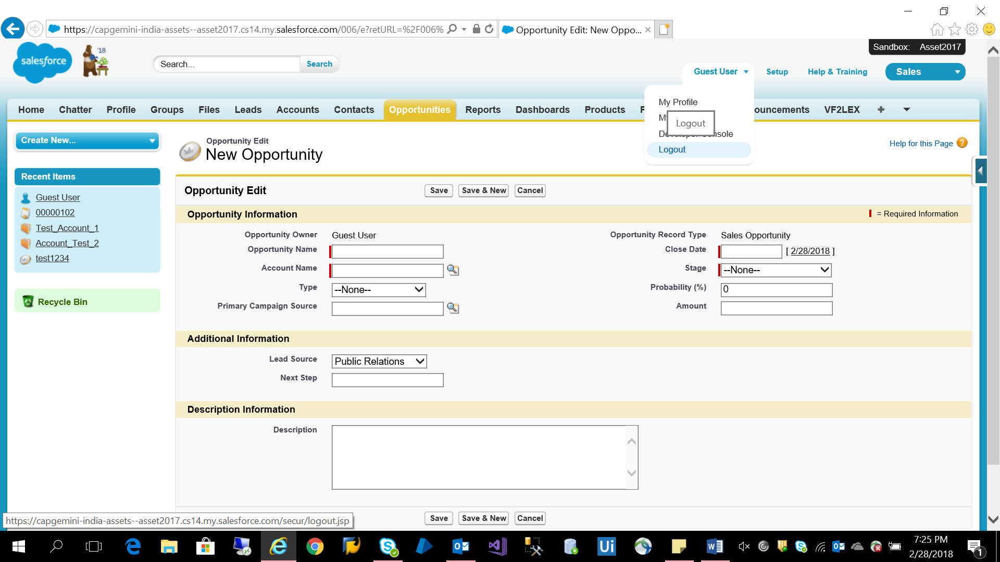 https://capgemini-india-assets--asset2017.cs14.my.salesforce.com/006/e?retURL=%2F006%
Opportunity Edit: New Oppo...
Sandbox: Asset2017
salesforce
'18
Search...
Search
Guest User
Setup
Help & Training
Sales
My Profile
Logout
Logout
Home
Chatter
Profile
Groups
Files
Leads
Accounts
Contacts
Opportunities
Reports
Dashboards
Products
ouncements
VF2LEX
Create New...
Opportunity Edit
New Opportunity
Help for this Page
Recent Items
Guest User
00000102
Test_Account_1
Account_Test_2
test1234
Recycle Bin
Opportunity Edit
Save
Save & New
Cancel
Opportunity Information
= Required Information
Opportunity Owner Guest User
Opportunity Record Type Sales Opportunity
Opportunity Name
Close Date [ 2/28/2018 ]
Account Name
Stage --None--
Type --None--
Probability (%) 0
Primary Campaign Source
Amount
Additional Information
Lead Source Public Relations
Next Step
Description Information
Description
https://capgemini-india-assets--asset2017.cs14.my.salesforce.com/secur/logout.jsp
Save
Save & New
Cancel
Ui
7:25 PM
2/28/2018
1